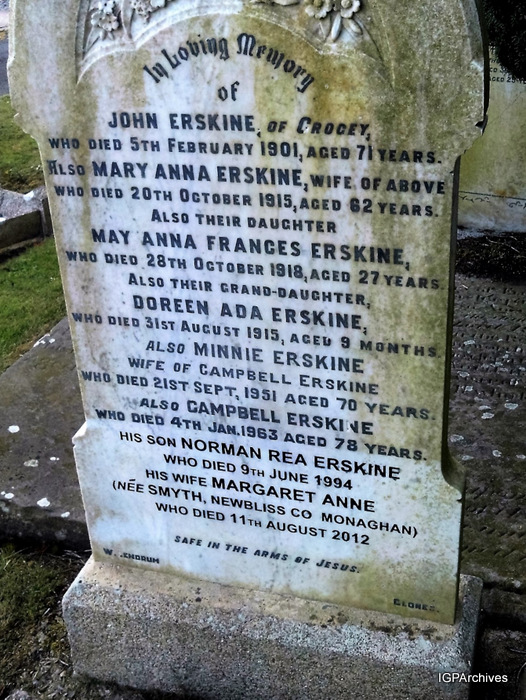 In Loving Memory
of
JOHN ERSKINE, OF CROGEY,
WHO DIED 5TH FEBRUARY 1901, AGED 71 YEARS.
ALSO MARY ANNA ERSKINE, WIFE OF ABOVE
WHO DIED 20TH OCTOBER 1915, AGED 62 YEARS.
ALSO THEIR DAUGHTER
MAY ANNA FRANCES ERSKINE,
WHO DIED 28TH OCTOBER 1918, AGED 27 YEARS.
ALSO THEIR GRAND-DAUGHTER,
DOREEN ADA ERSKINE,
WHO DIED 31ST AUGUST 1915, AGED 9 MONTHS.
ALSO MINNIE ERSKINE
WIFE OF CAMPBELL ERSKINE
WHO DIED 21ST SEPT, 1951 AGED 70 YEARS.
ALSO CAMPBELL ERSKINE
WHO DIED 4TH JAN. 1963 AGED 78 YEARS.
HIS SON NORMAN REA ERSKINE
WHO DIED 9TH JUNE 1994
HIS WIFE MARGARET ANNE
(NÉE SMYTH, NEWBLISS CO MONAGHAN)
WHO DIED 11TH AUGUST 2012
SAFE IN THE ARMS OF JESUS.
CLONES.
IGPArchives